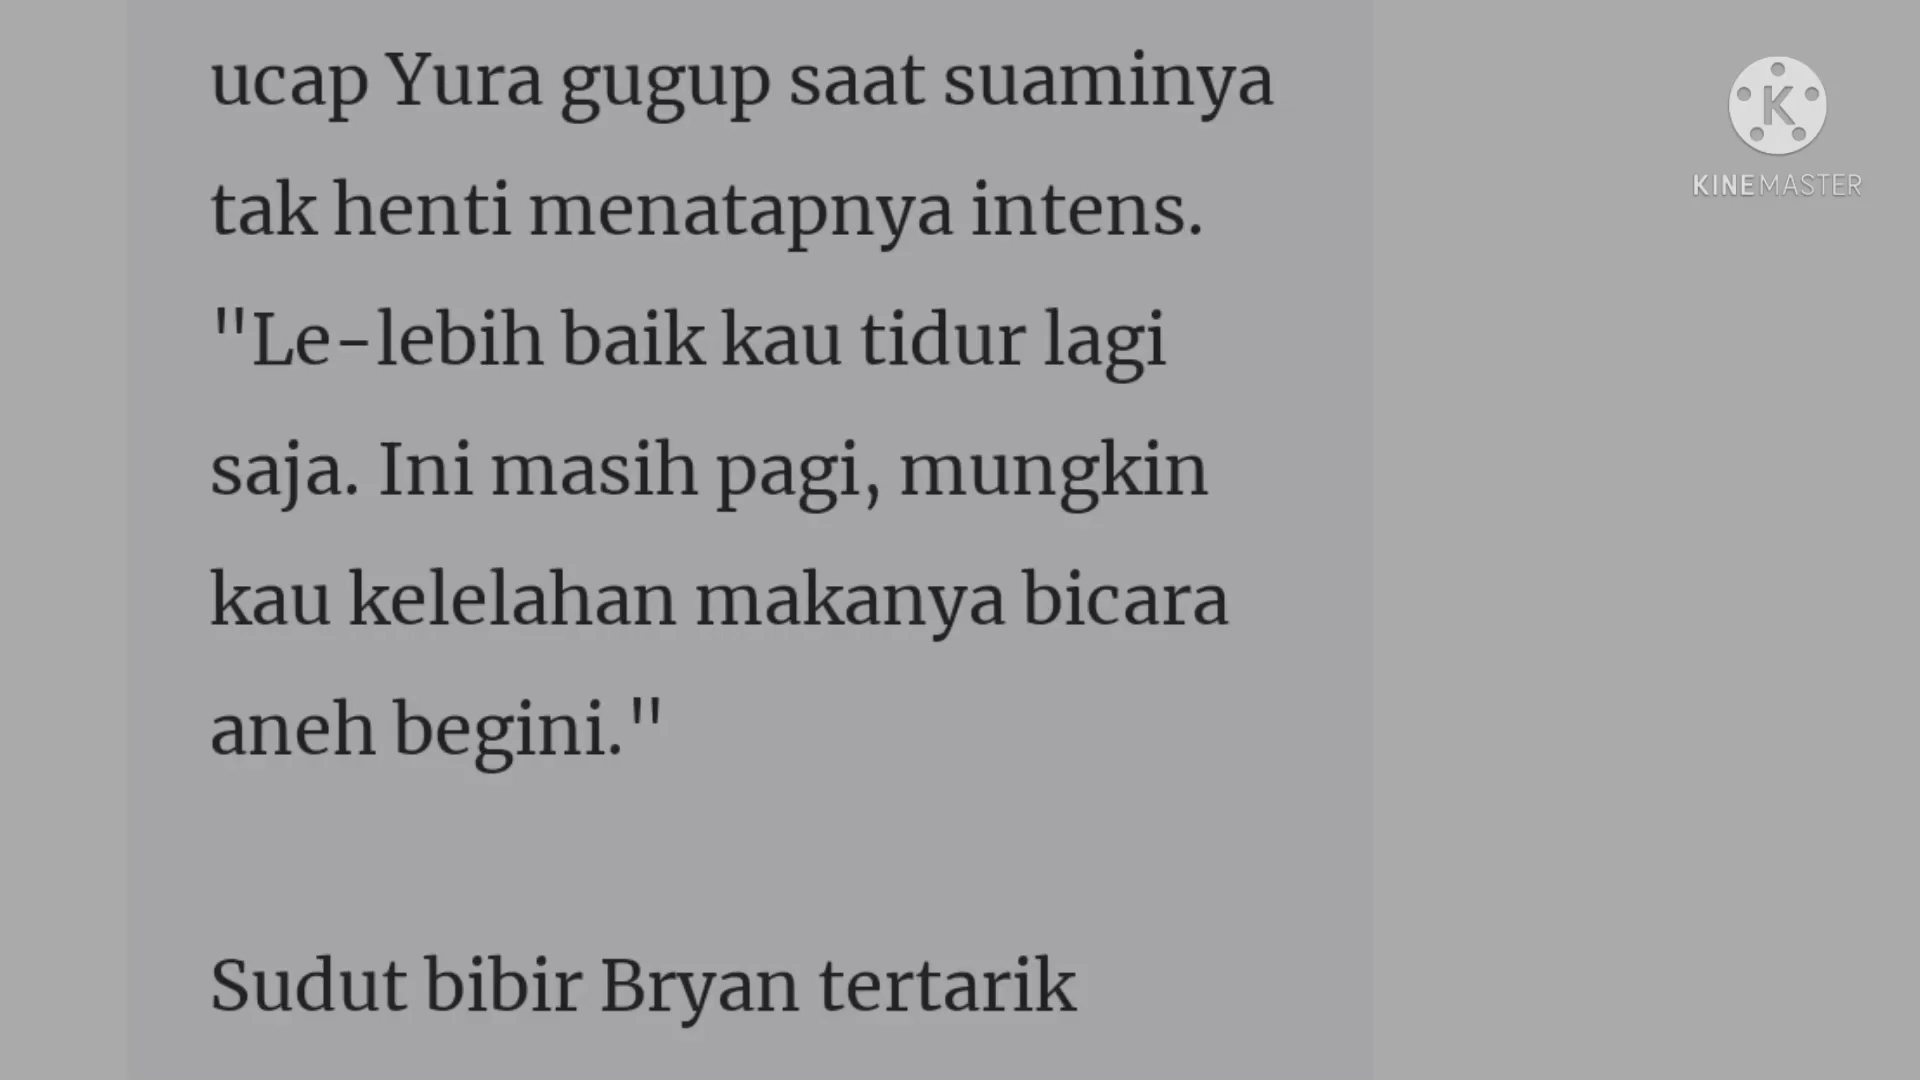 ucap Yura gugup saat suaminya
tak henti menatapnya intens.
"Le-lebih baik kau tidur lagi
saja. Ini masih pagi, mungkin
kau kelelahan makanya bicara
aneh begini."
Sudut bibir Bryan tertarik
K
KINEMASTER